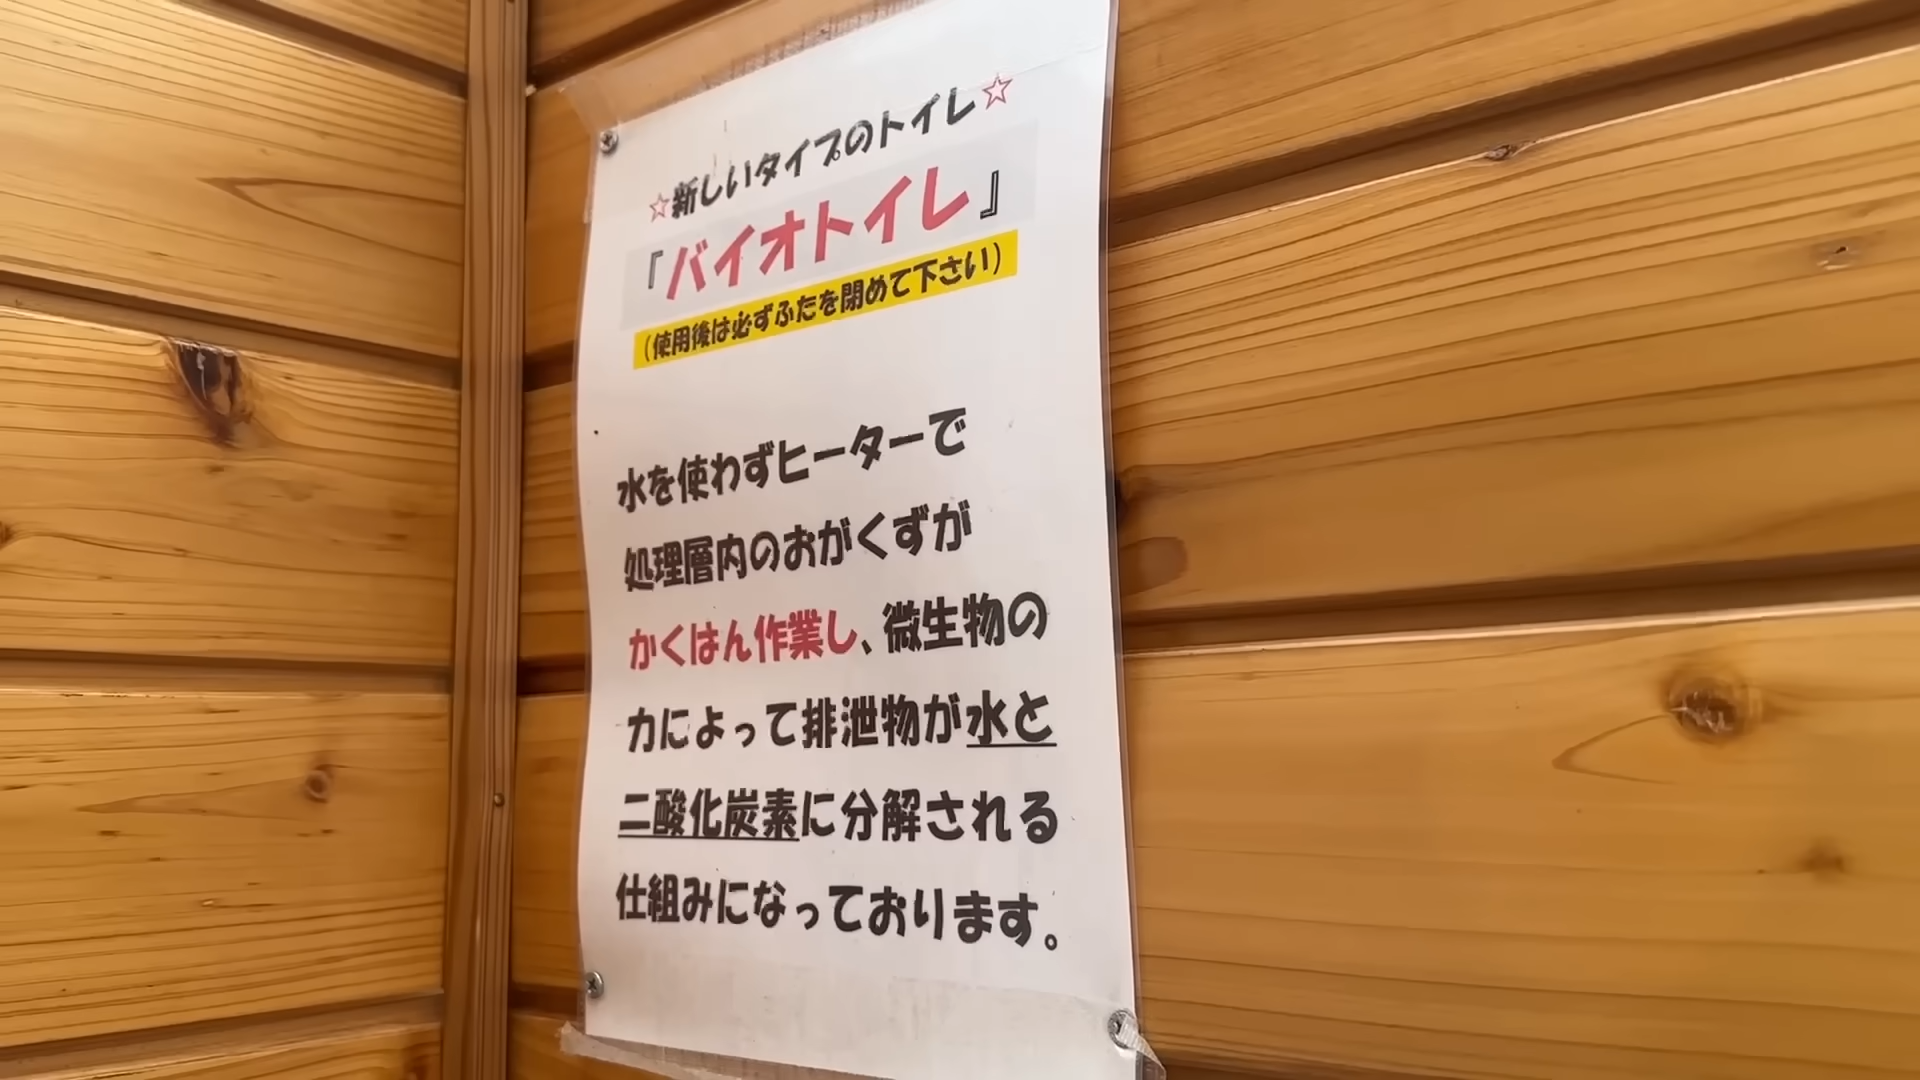 ☆新しいタイプのトイレ☆
『バイオトイレ』
(使用後は必ずふたを閉めて下さい)
水を使わずヒーターで
処理層内のおがくずが
かくはん作業し、微生物の
力によって排泄物が水と
二酸化炭素に分解される
仕組みになっております。